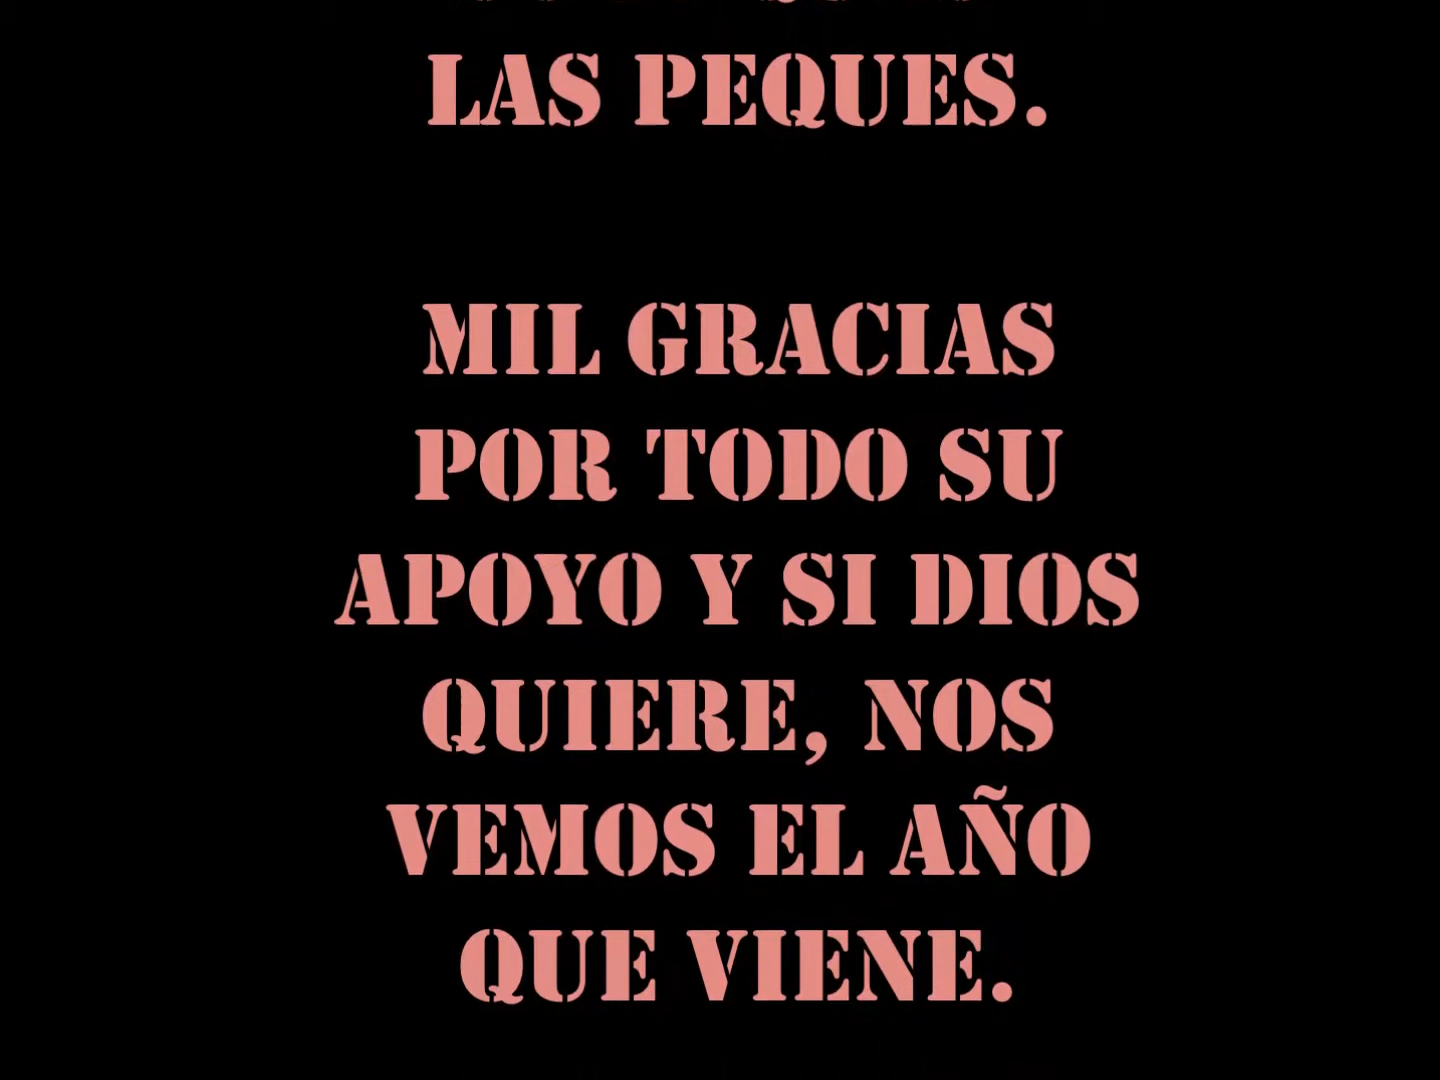 LAS PEQUES.
MIL GRACIAS
POR TODO SU
APOYO Y SI DIOS
QUIERE, NOS
VEMOS EL AÑO
QUE VIENE.